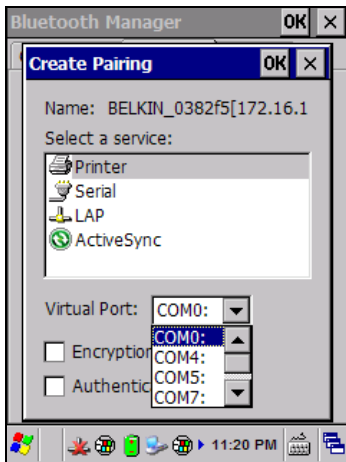 Bluetooth Manager OK ×
Create Pairing OK ×
Name: BELKIN_0382f5[172.16.1
Select a service:
Printer
Serial
LAP
ActiveSync
Virtual Port: COM0:
COM0:
Encryption COM4:
COM5:
Authentic COM7:
11:20 PM